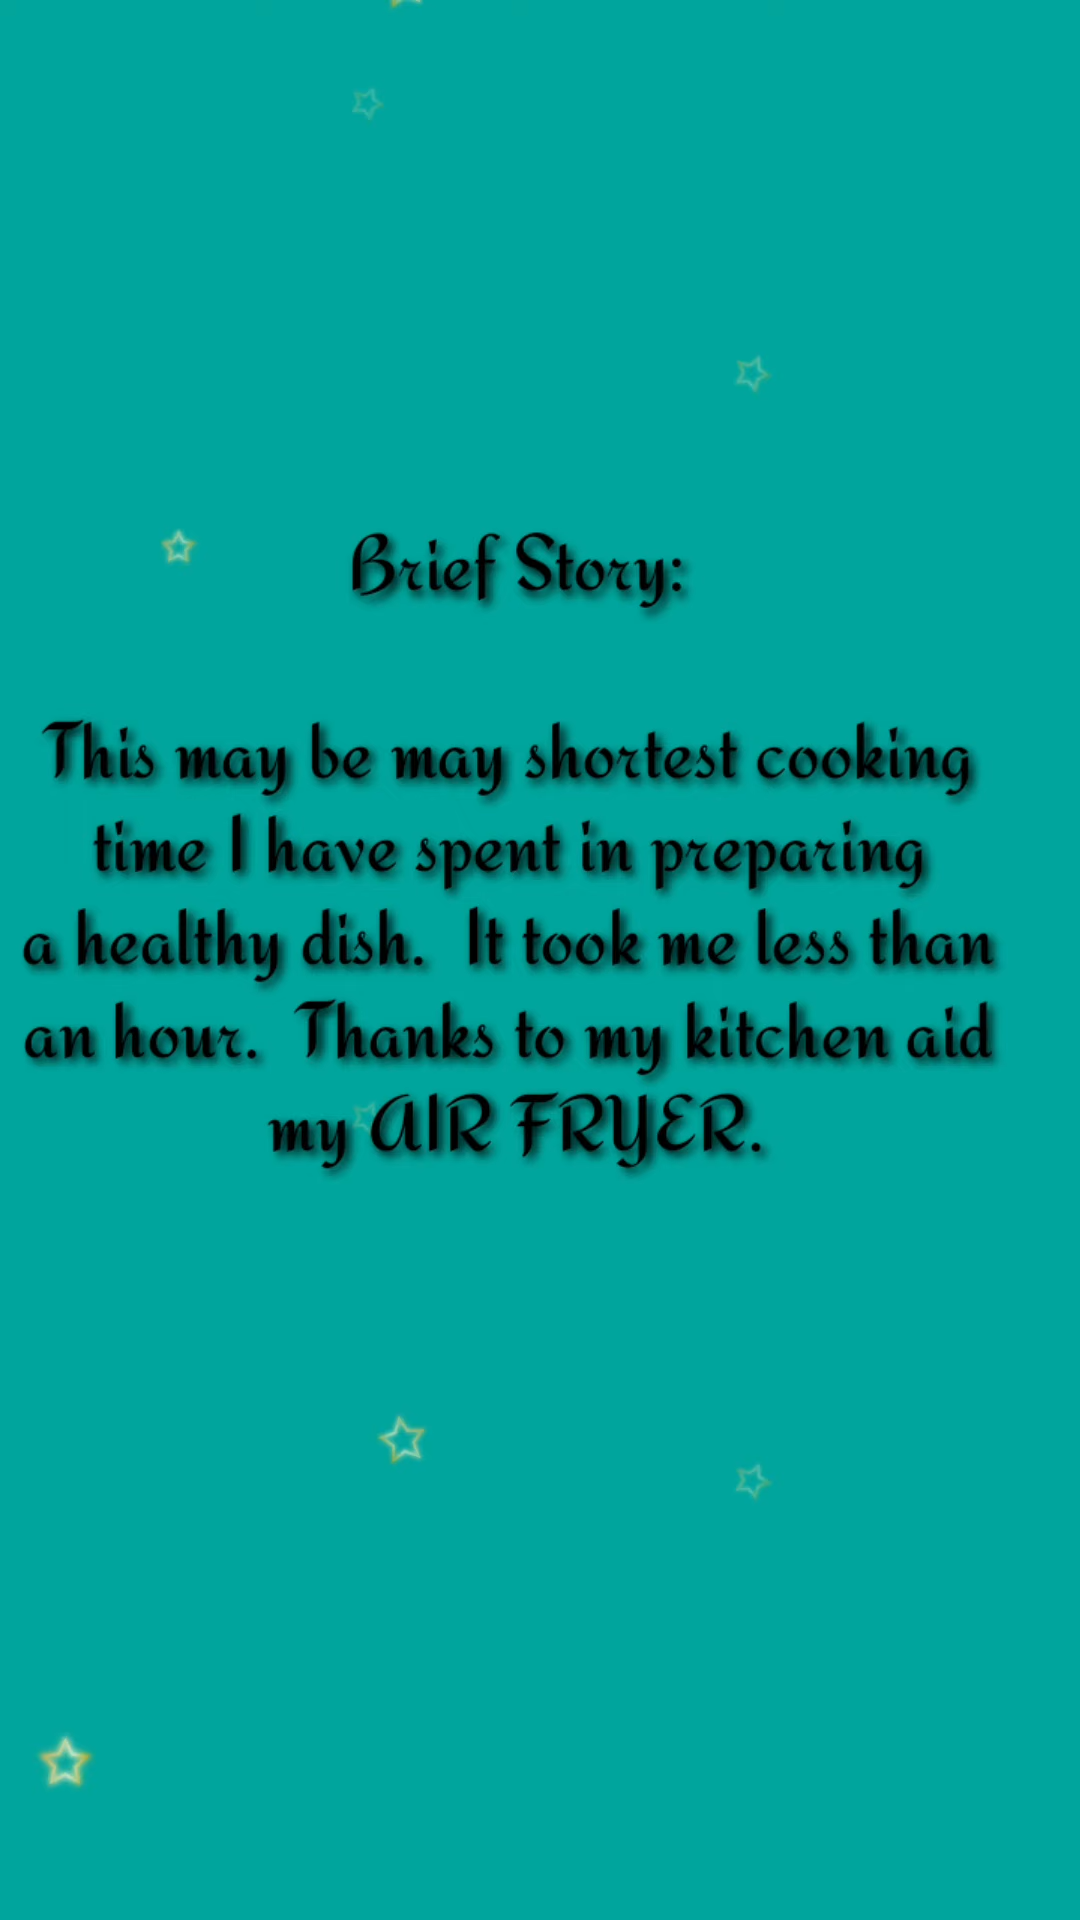 Brief Story:
This may be may shortest cooking
time I have spent in preparing
a healthy dish.  It took me less than
an hour.  Thanks to my kitchen aid
my AIR FRYER.